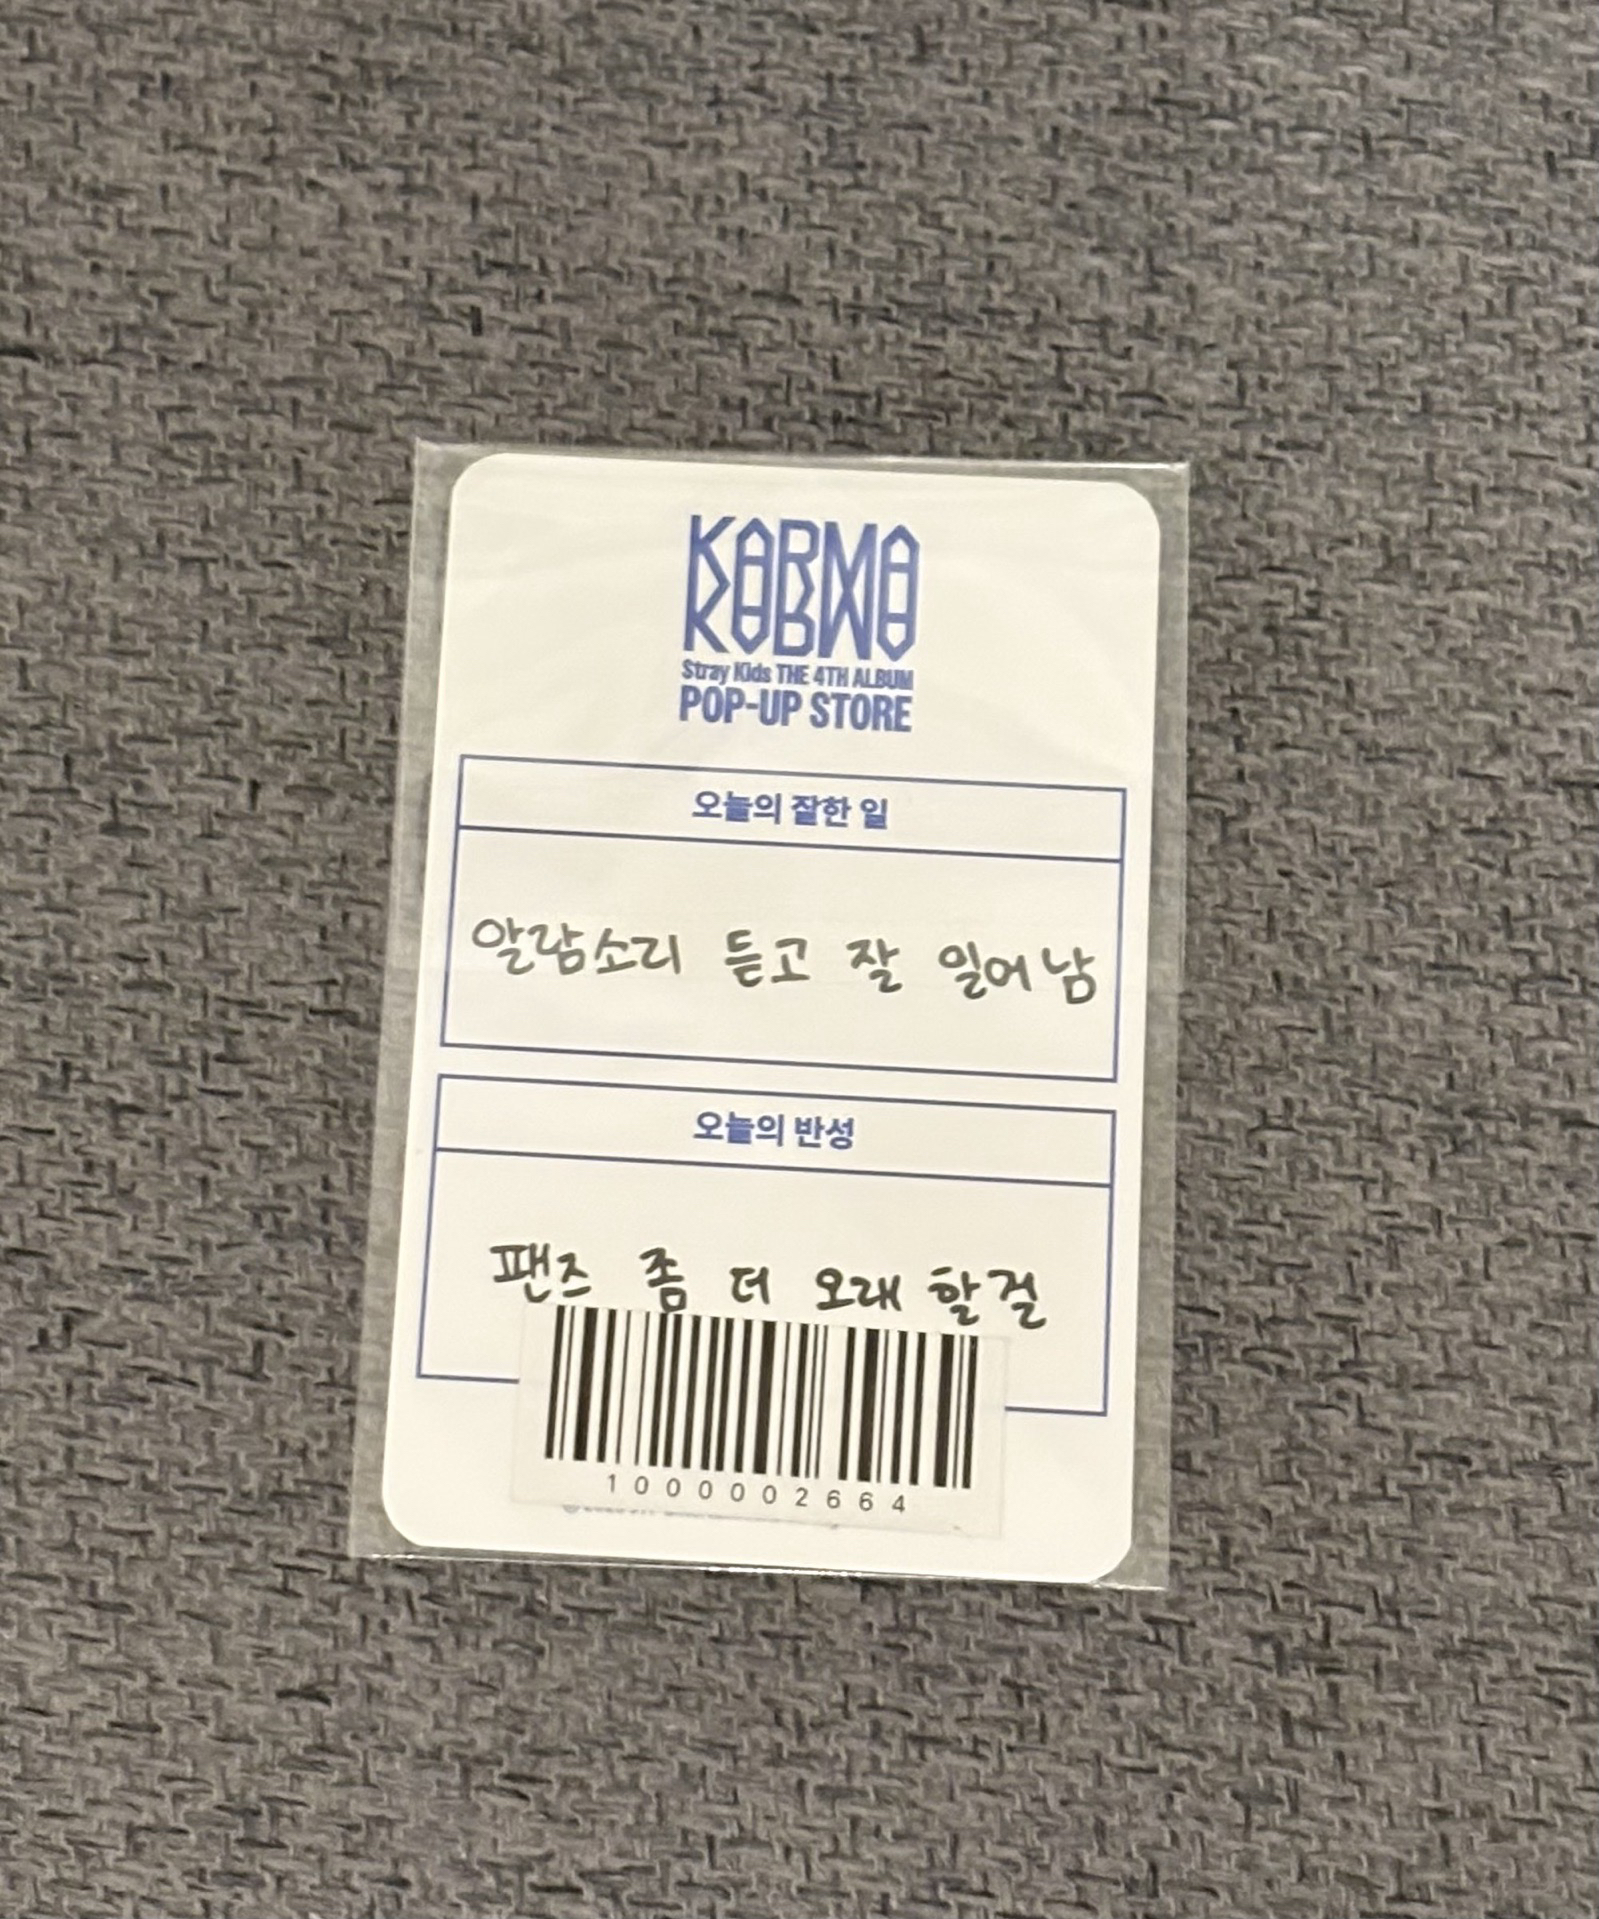 KARMA
Stray Kids THE 4TH ALBUM
POP-UP STORE
오늘의 잘한 일
알람소리 듣고 잘 일어남
오늘의 반성
팬즈 좀 더 오래 할걸
1000002664